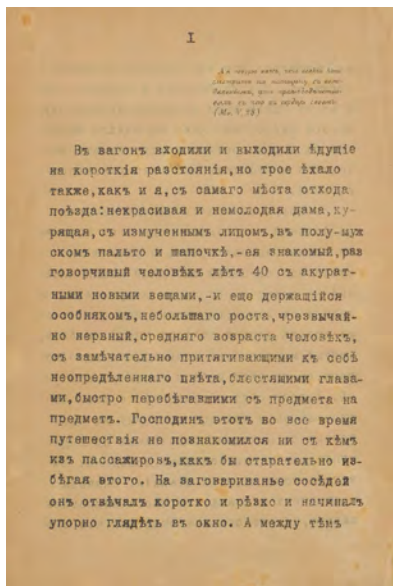 I
(Мѳ. V, 28)
Въ вагонъ входили и выходили ѣдущіе
на короткія разстоянія,но трое ѣхало
также,какъ и я,съ самаго мѣста отхода
поѣзда:некрасивая и немолодая дама,ку-
рящая,съ измученнымъ лицомъ,въ полу-муж
скомъ пальто и шапочкѣ,-ея знакомый,раз
говорчивый человѣкъ лѣтъ 40 съ акурат-
ными новыми вещами,-и еще держащійся
особнякомъ,небольшаго роста,чрезвычай-
но нервный,средняго возраста человѣкъ,
съ замѣчательно притягивающими къ себѣ
неопредѣленнаго цвѣта,блестящими глаза-
ми,быстро перебѣгавшими съ предмета на
предметъ. Господинъ этотъ во все время
путешествія не познакомился ни съ кѣмъ
изъ пассажировъ,какъ бы старательно из-
бѣгая этого. На заговариванье сосѣдей
онъ отвѣчалъ коротко и рѣзко и начиналъ
упорно глядѣть въ окно. А между тѣмъ